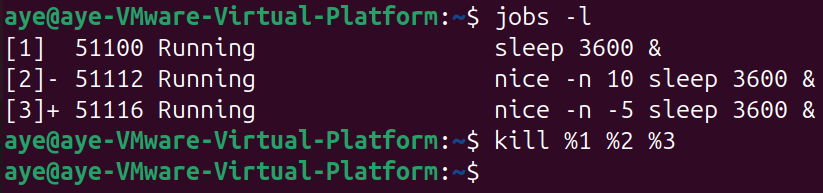 aye@aye-VMware-Virtual-Platform:~$ jobs -l
[1]  51100 Running                 sleep 3600 &
[2]- 51112 Running                 nice -n 10 sleep 3600 &
[3]+ 51116 Running                 nice -n -5 sleep 3600 &
aye@aye-VMware-Virtual-Platform:~$ kill %1 %2 %3
aye@aye-VMware-Virtual-Platform:~$